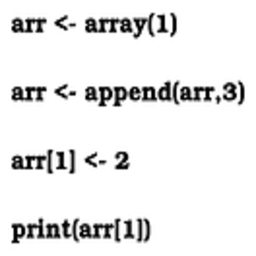 arr <- array(1)
arr <- append(arr,3)
arr[1] <- 2
print(arr[1])